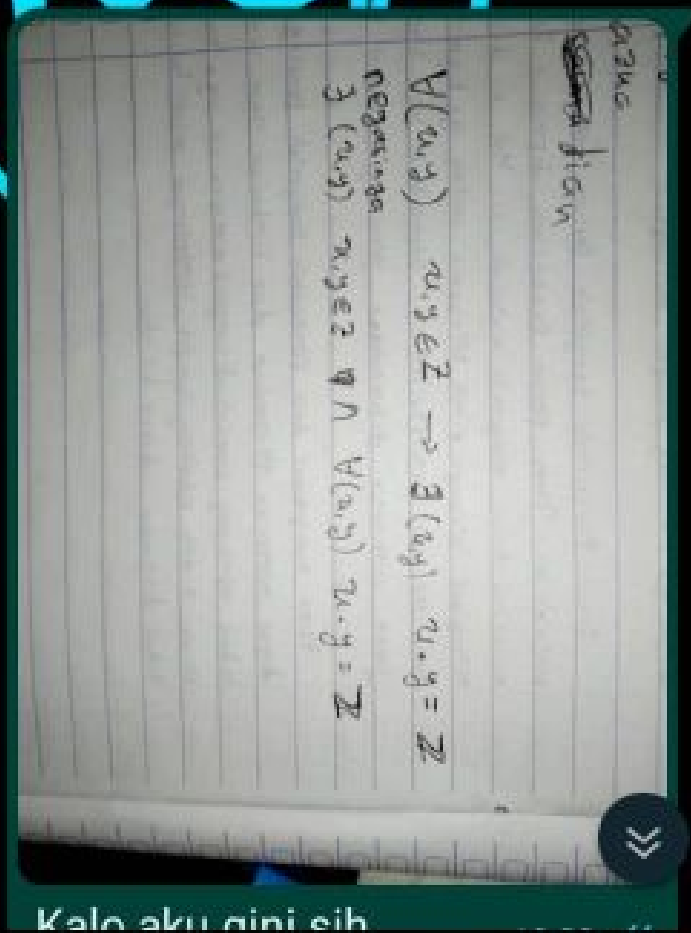 ∀(x,y) x,y ∈ Z → ∃(x,y) x·y = Z
negasinya
∃(x,y) x,y ∈ Z ∧ ∀(x,y) x·y = Z
Kalo aku gini sih